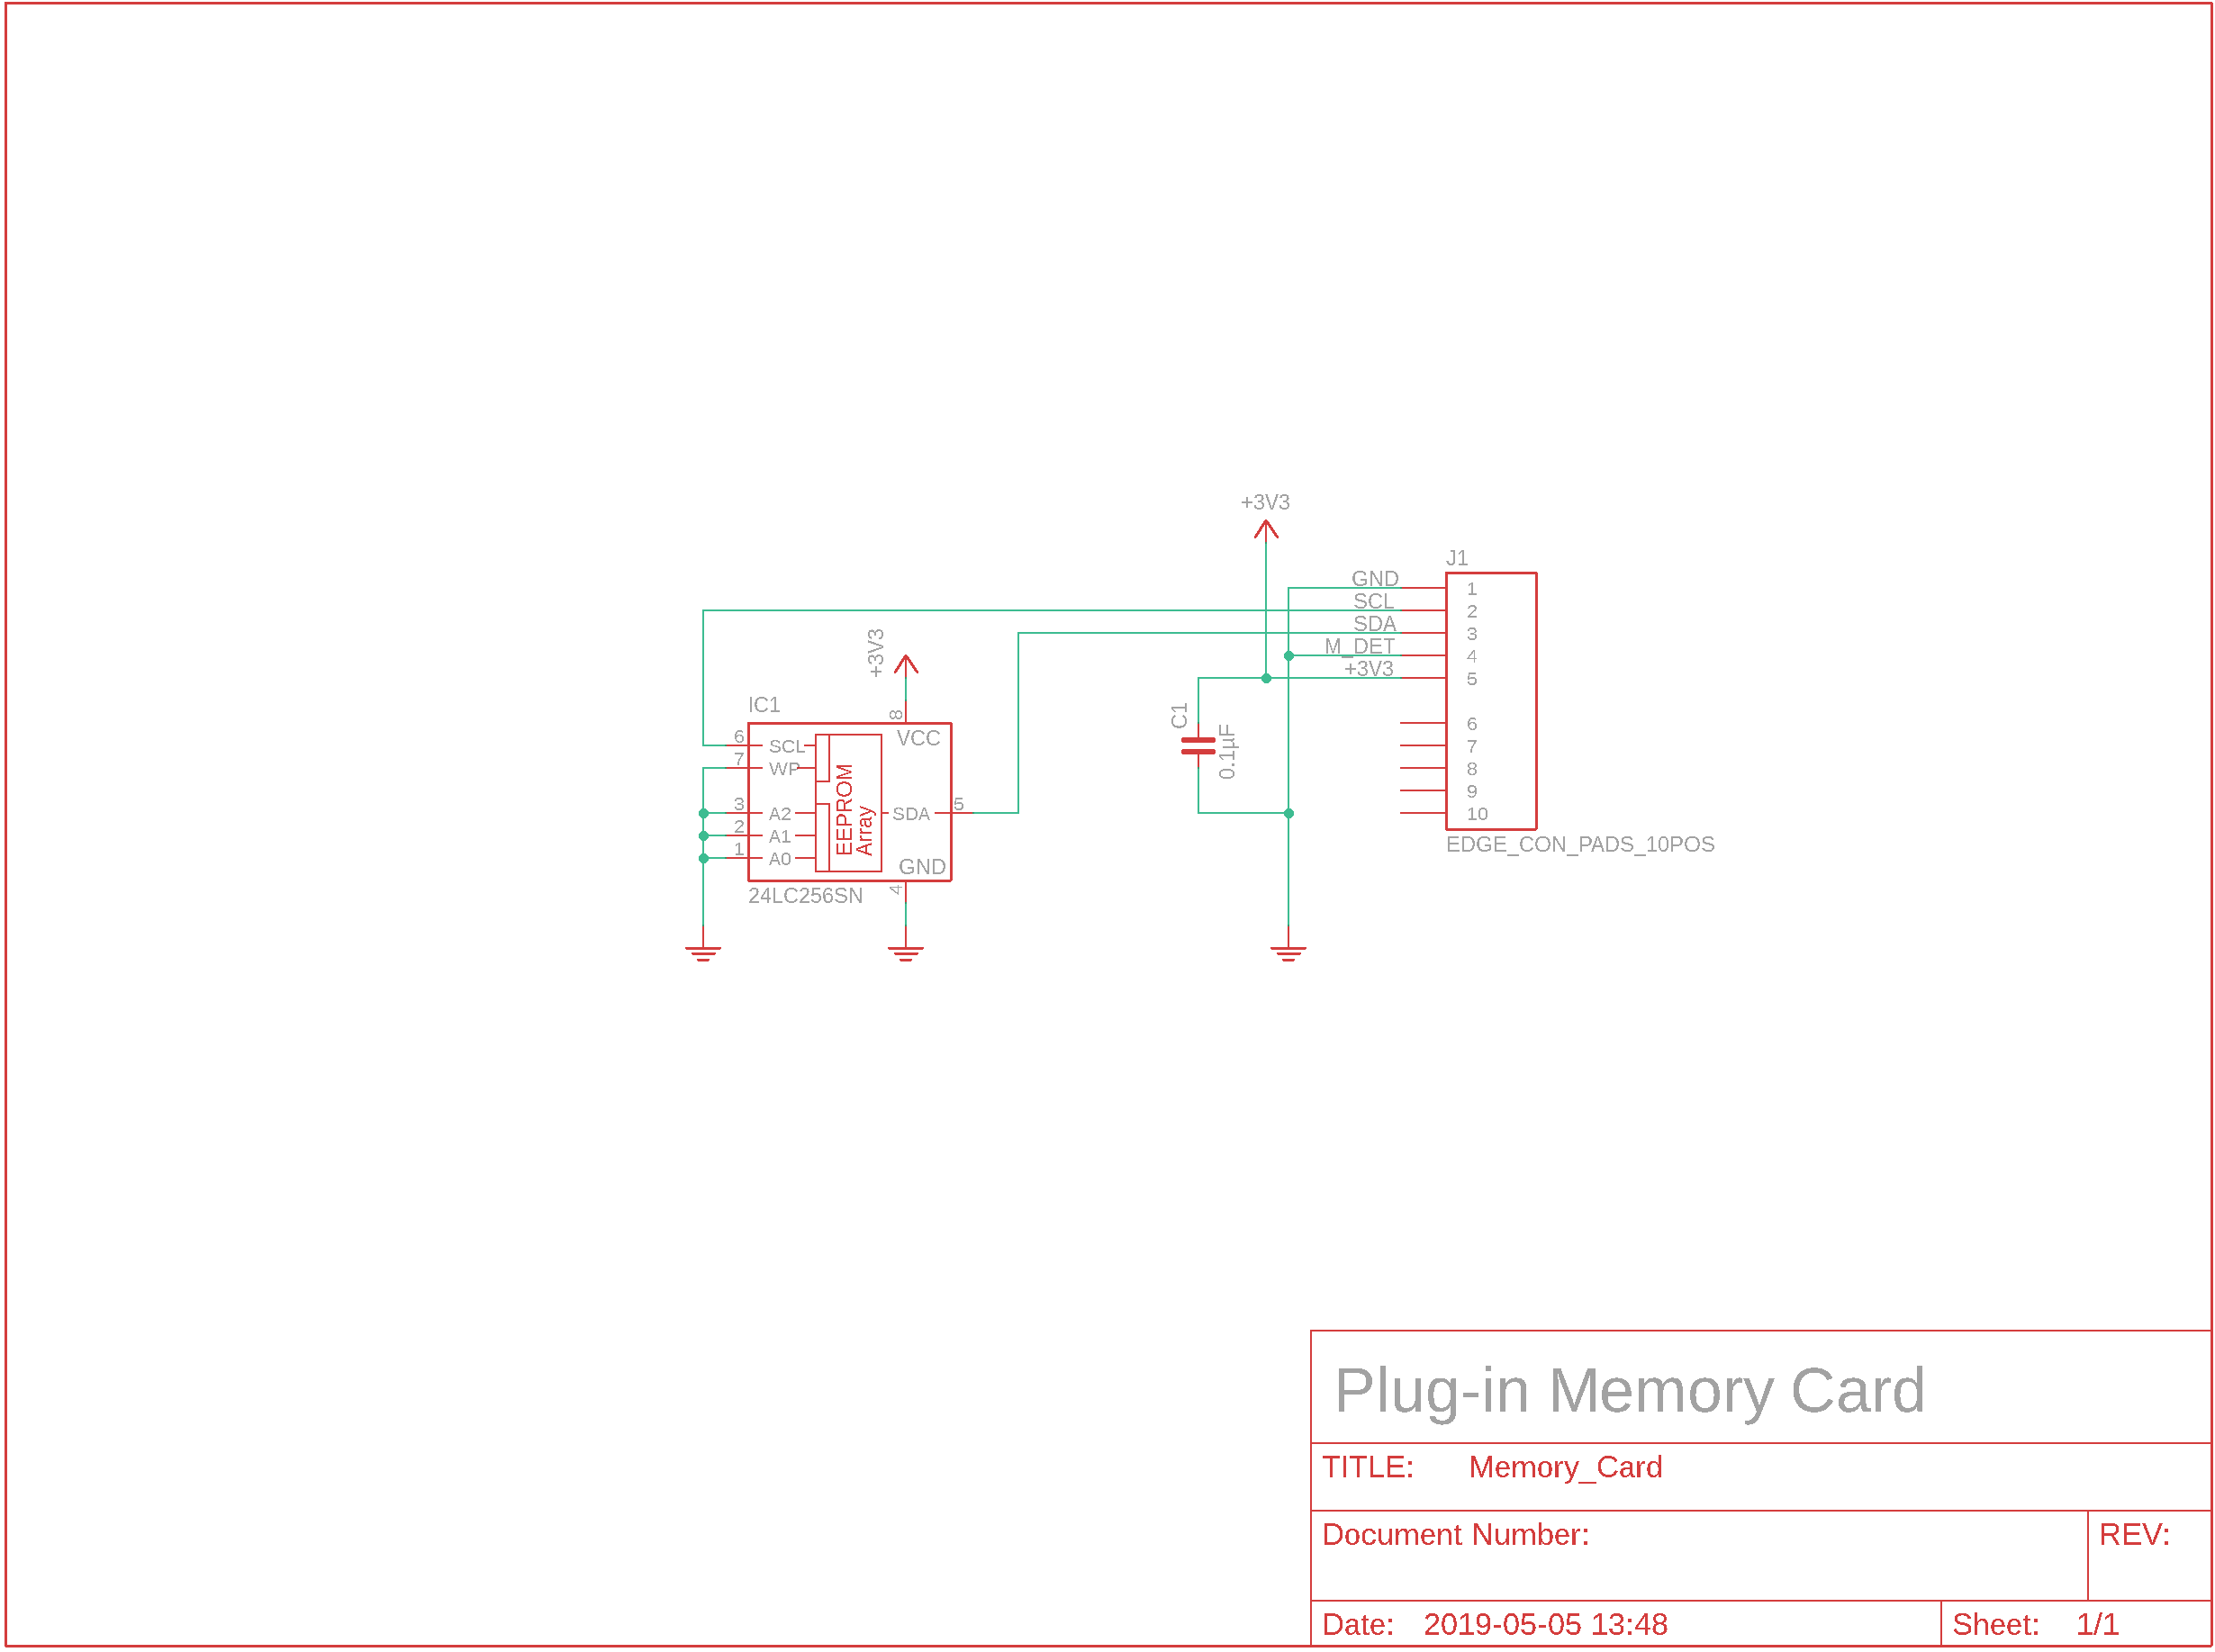 +3V3
J1
GND
1
SCL
2
SDA
3
M_DET
4
+3V3
5
6
7
8
9
10
EDGE_CON_PADS_10POS
C1
0.1µF
+3V3
IC1
8
VCC
6
SCL
7
WP
3
A2
2
A1
1
A0
EEPROM
Array
SDA
5
GND
4
24LC256SN
Plug-in Memory Card
TITLE: Memory_Card
Document Number:
REV:
Date: 2019-05-05 13:48
Sheet: 1/1